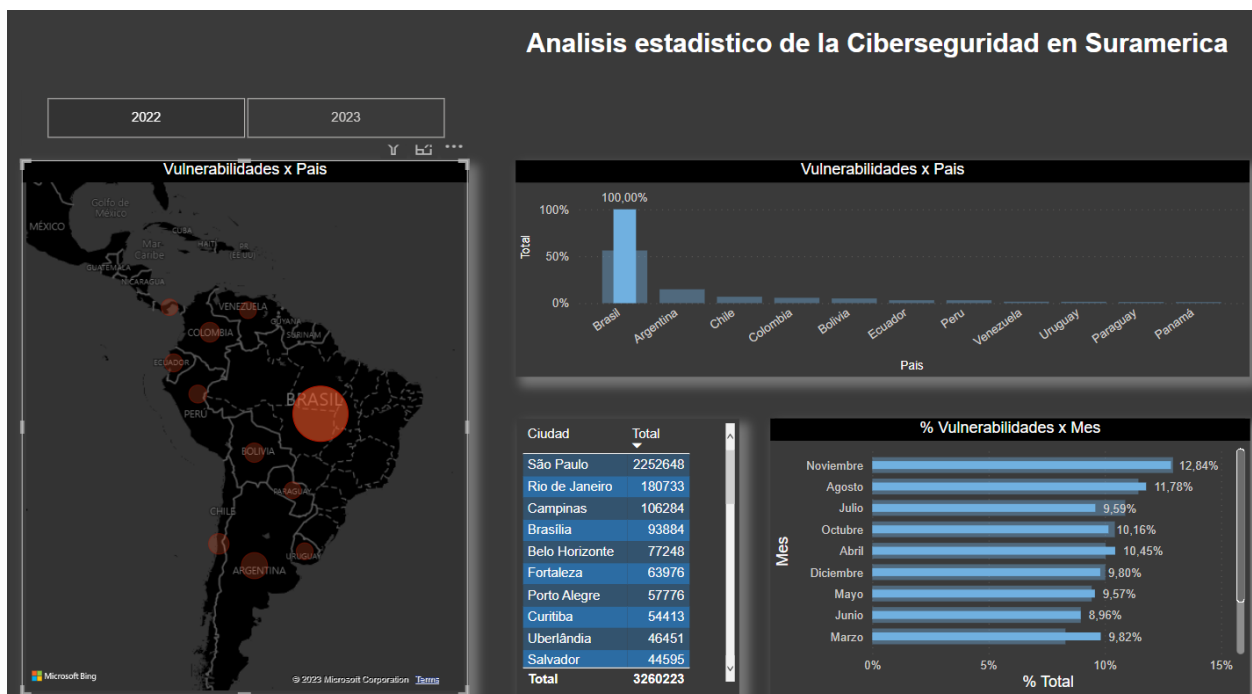 Analisis estadistico de la Ciberseguridad en Suramerica
2022
2023
Vulnerabilidades x Pais
Golfo de
México
MÉXICO
CUBA
HAITÍ
Mar
Caribe
GUATEMALA
NICARAGUA
VENEZUELA
GUYANA
SURINAM
COLOMBIA
ECUADOR
BRASIL
PERÚ
BOLIVIA
PARAGUAY
CHILE
URUGUAY
ARGENTINA
Microsoft Bing
© 2023 Microsoft Corporation Terms
Vulnerabilidades x Pais
100,00%
100%
50%
0%
Total
Brasil
Argentina
Chile
Colombia
Bolivia
Ecuador
Peru
Venezuela
Uruguay
Paraguay
Panamá
Pais
Ciudad Total
São Paulo 2252648
Rio de Janeiro 180733
Campinas 106284
Brasília 93884
Belo Horizonte 77248
Fortaleza 63976
Porto Alegre 57776
Curitiba 54413
Uberlândia 46451
Salvador 44595
Total 3260223
% Vulnerabilidades x Mes
Mes
Noviembre 12,84%
Agosto 11,78%
Julio 9,59%
Octubre 10,16%
Abril 10,45%
Diciembre 9,80%
Mayo 9,57%
Junio 8,96%
Marzo 9,82%
0% 5% 10% 15%
% Total